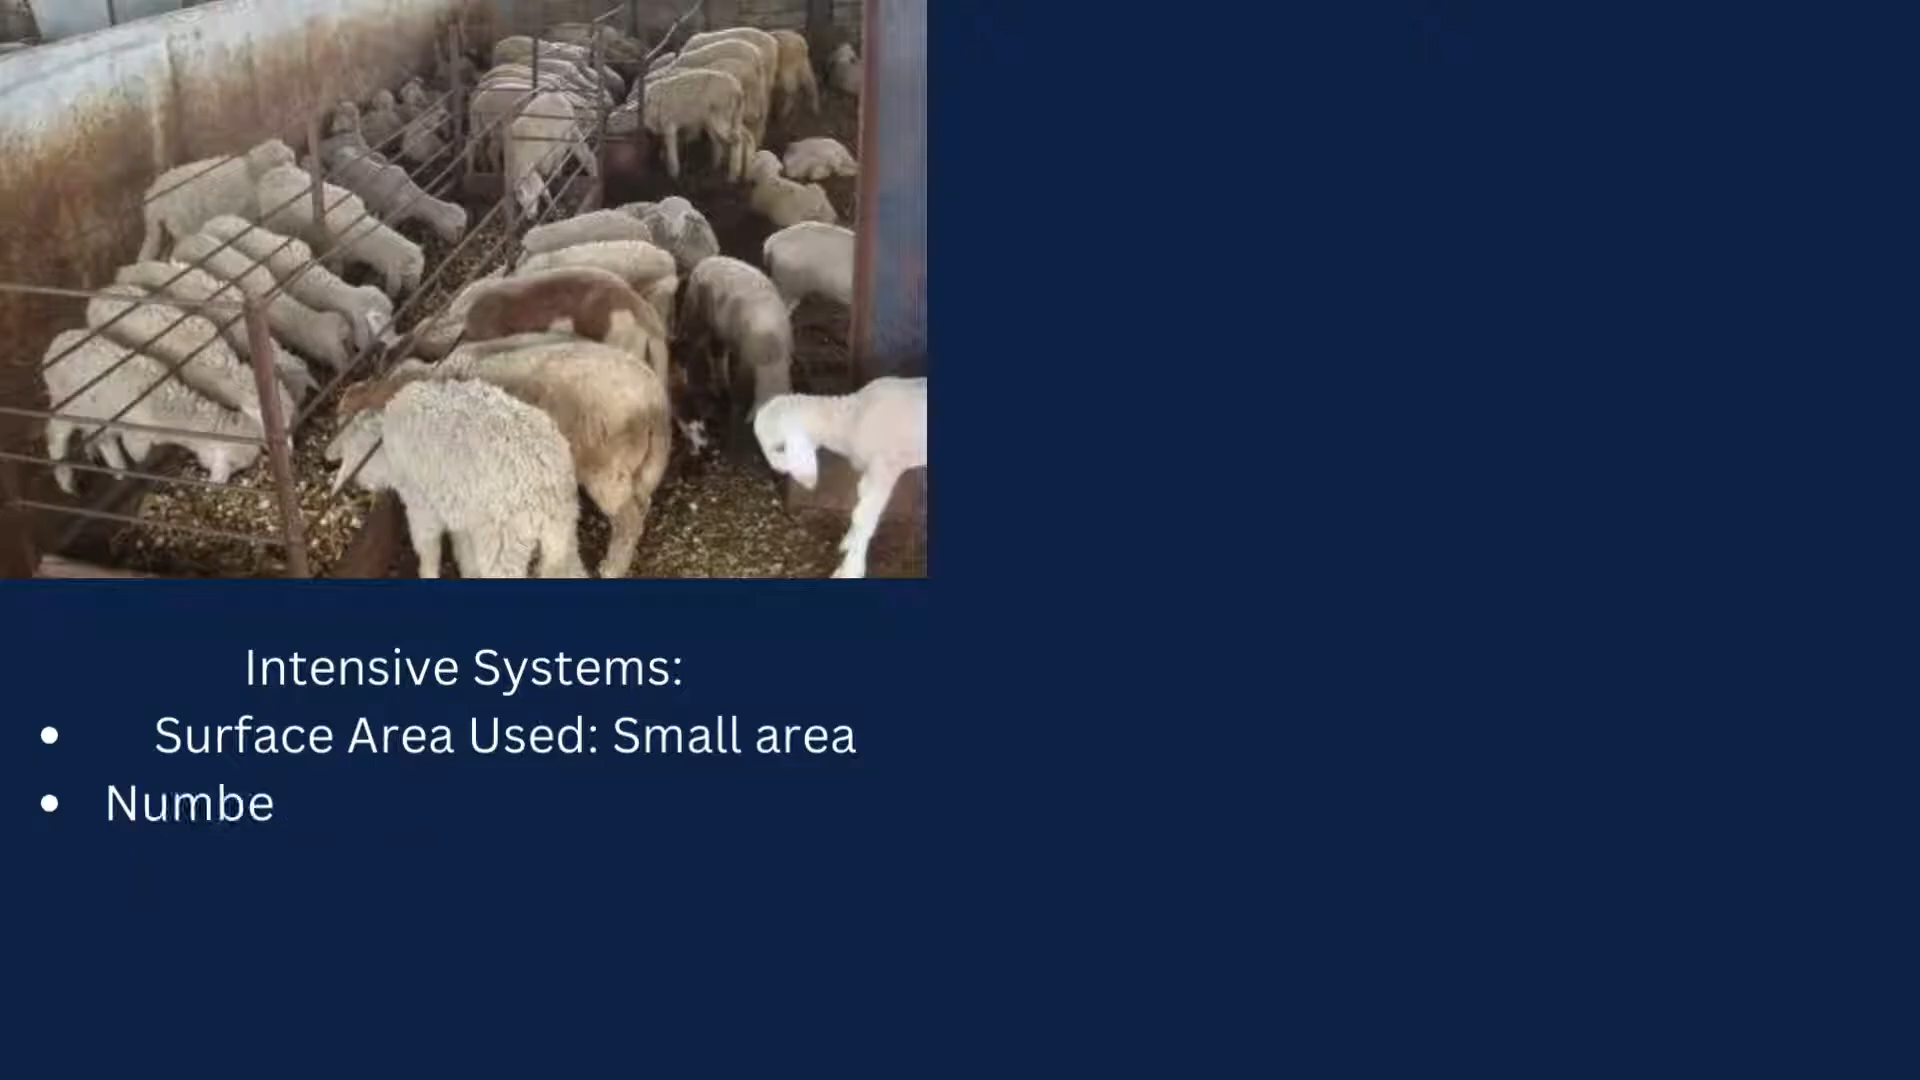 Intensive Systems:
• Surface Area Used: Small area
• Numbe